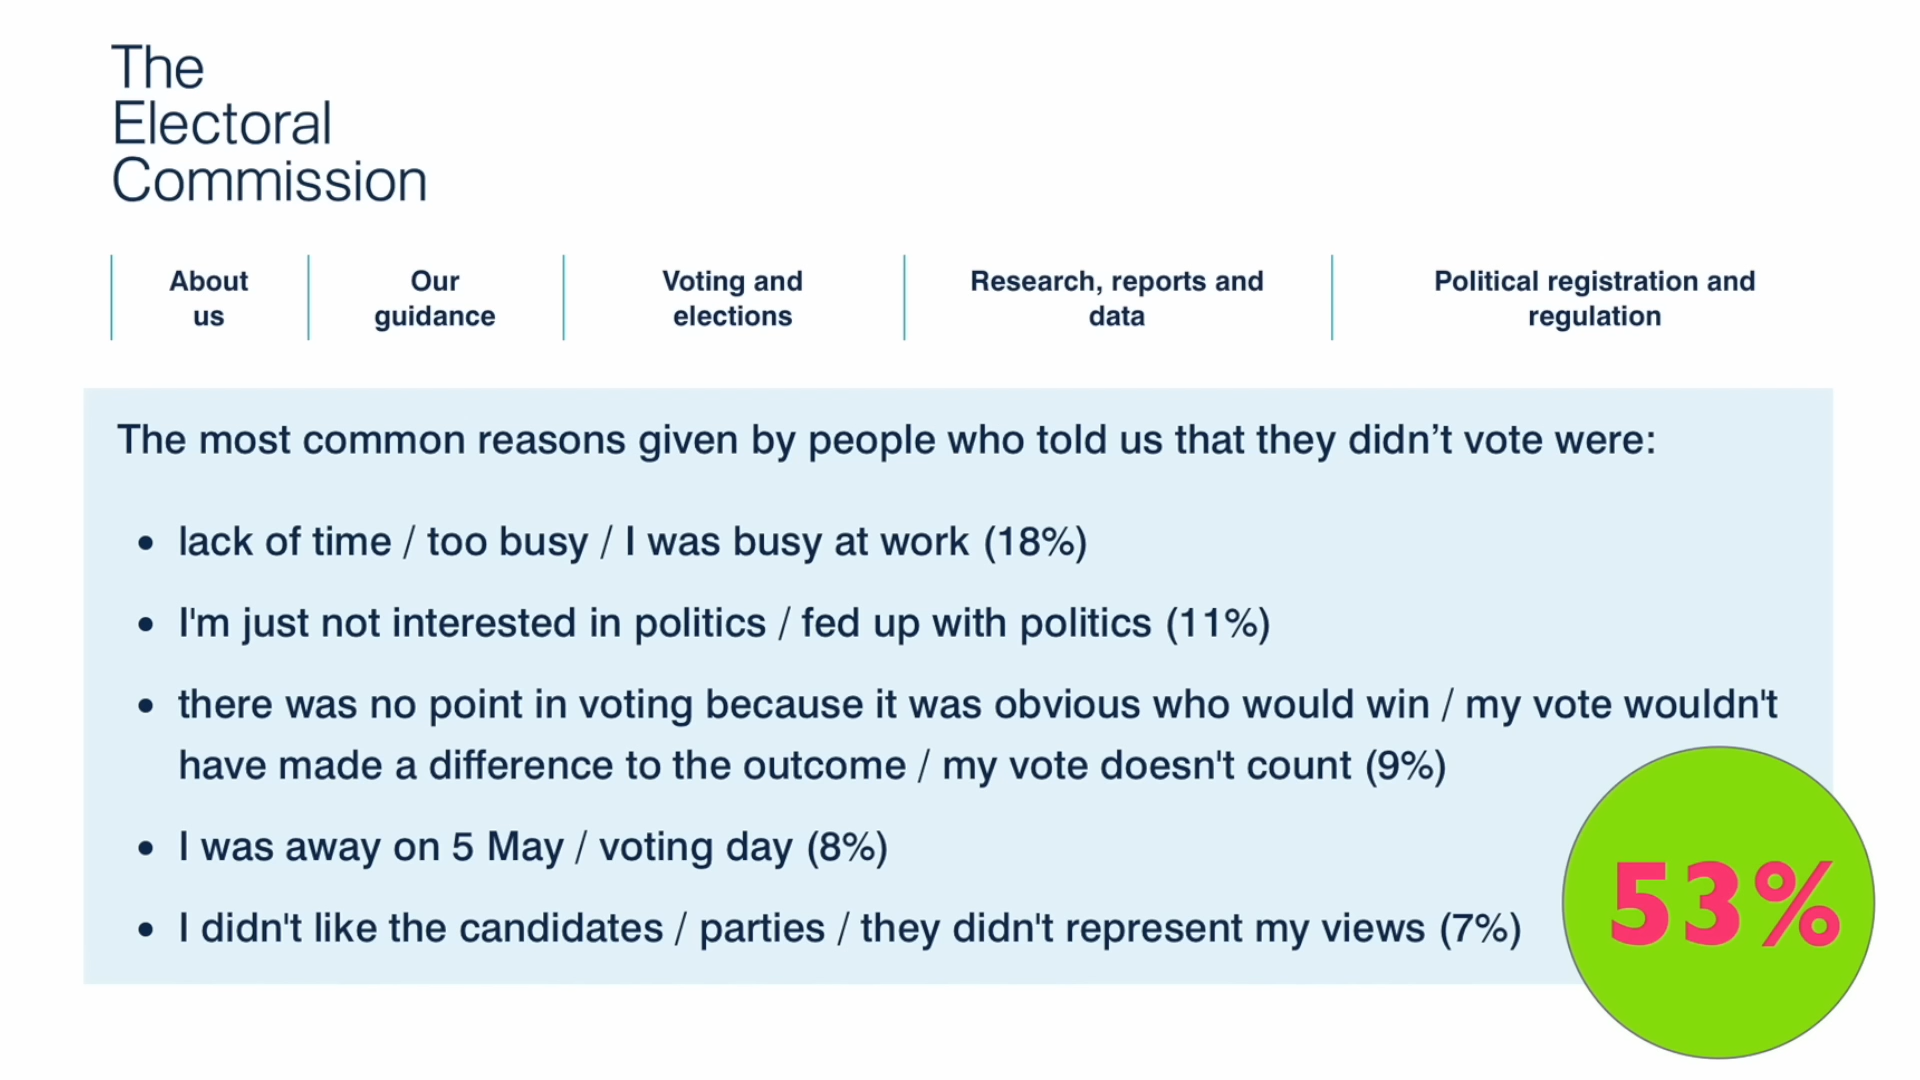 The
Electoral
Commission
About
us
Our
guidance
Voting and
elections
Research, reports and
data
Political registration and
regulation
The most common reasons given by people who told us that they didn’t vote were:
• lack of time / too busy / I was busy at work (18%)
• I'm just not interested in politics / fed up with politics (11%)
• there was no point in voting because it was obvious who would win / my vote wouldn't
have made a difference to the outcome / my vote doesn't count (9%)
• I was away on 5 May / voting day (8%)
• I didn't like the candidates / parties / they didn't represent my views (7%)
53%